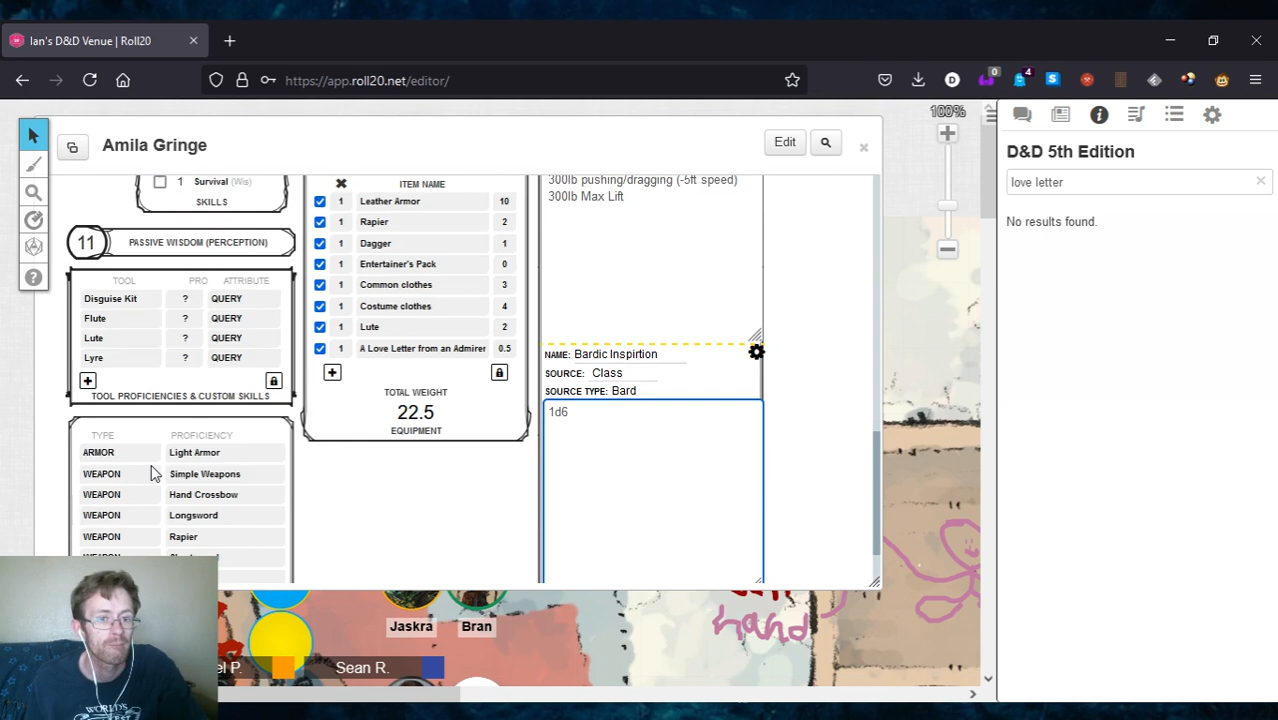 Ian's D&D Venue | Roll20
https://app.roll20.net/editor/
0
4
D
S
100%
Amila Gringe
Edit
D&D 5th Edition
love letter
No results found.
1 Survival (Wis)
SKILLS
11 PASSIVE WISDOM (PERCEPTION)
TOOL PRO ATTRIBUTE
Disguise Kit ? QUERY
Flute ? QUERY
Lute ? QUERY
Lyre ? QUERY
TOOL PROFICIENCIES & CUSTOM SKILLS
TYPE PROFICIENCY
ARMOR Light Armor
WEAPON Simple Weapons
WEAPON Hand Crossbow
WEAPON Longsword
WEAPON Rapier
ITEM NAME
1 Leather Armor 10
1 Rapier 2
1 Dagger 1
1 Entertainer's Pack 0
1 Common clothes 3
1 Costume clothes 4
1 Lute 2
1 A Love Letter from an Admirer 0.5
TOTAL WEIGHT
22.5
EQUIPMENT
300lb pushing/dragging (-5ft speed)
300lb Max Lift
NAME: Bardic Inspirtion
SOURCE: Class
SOURCE TYPE: Bard
1d6
Jaskra
Bran
hand
Sean R.
WORLD'S